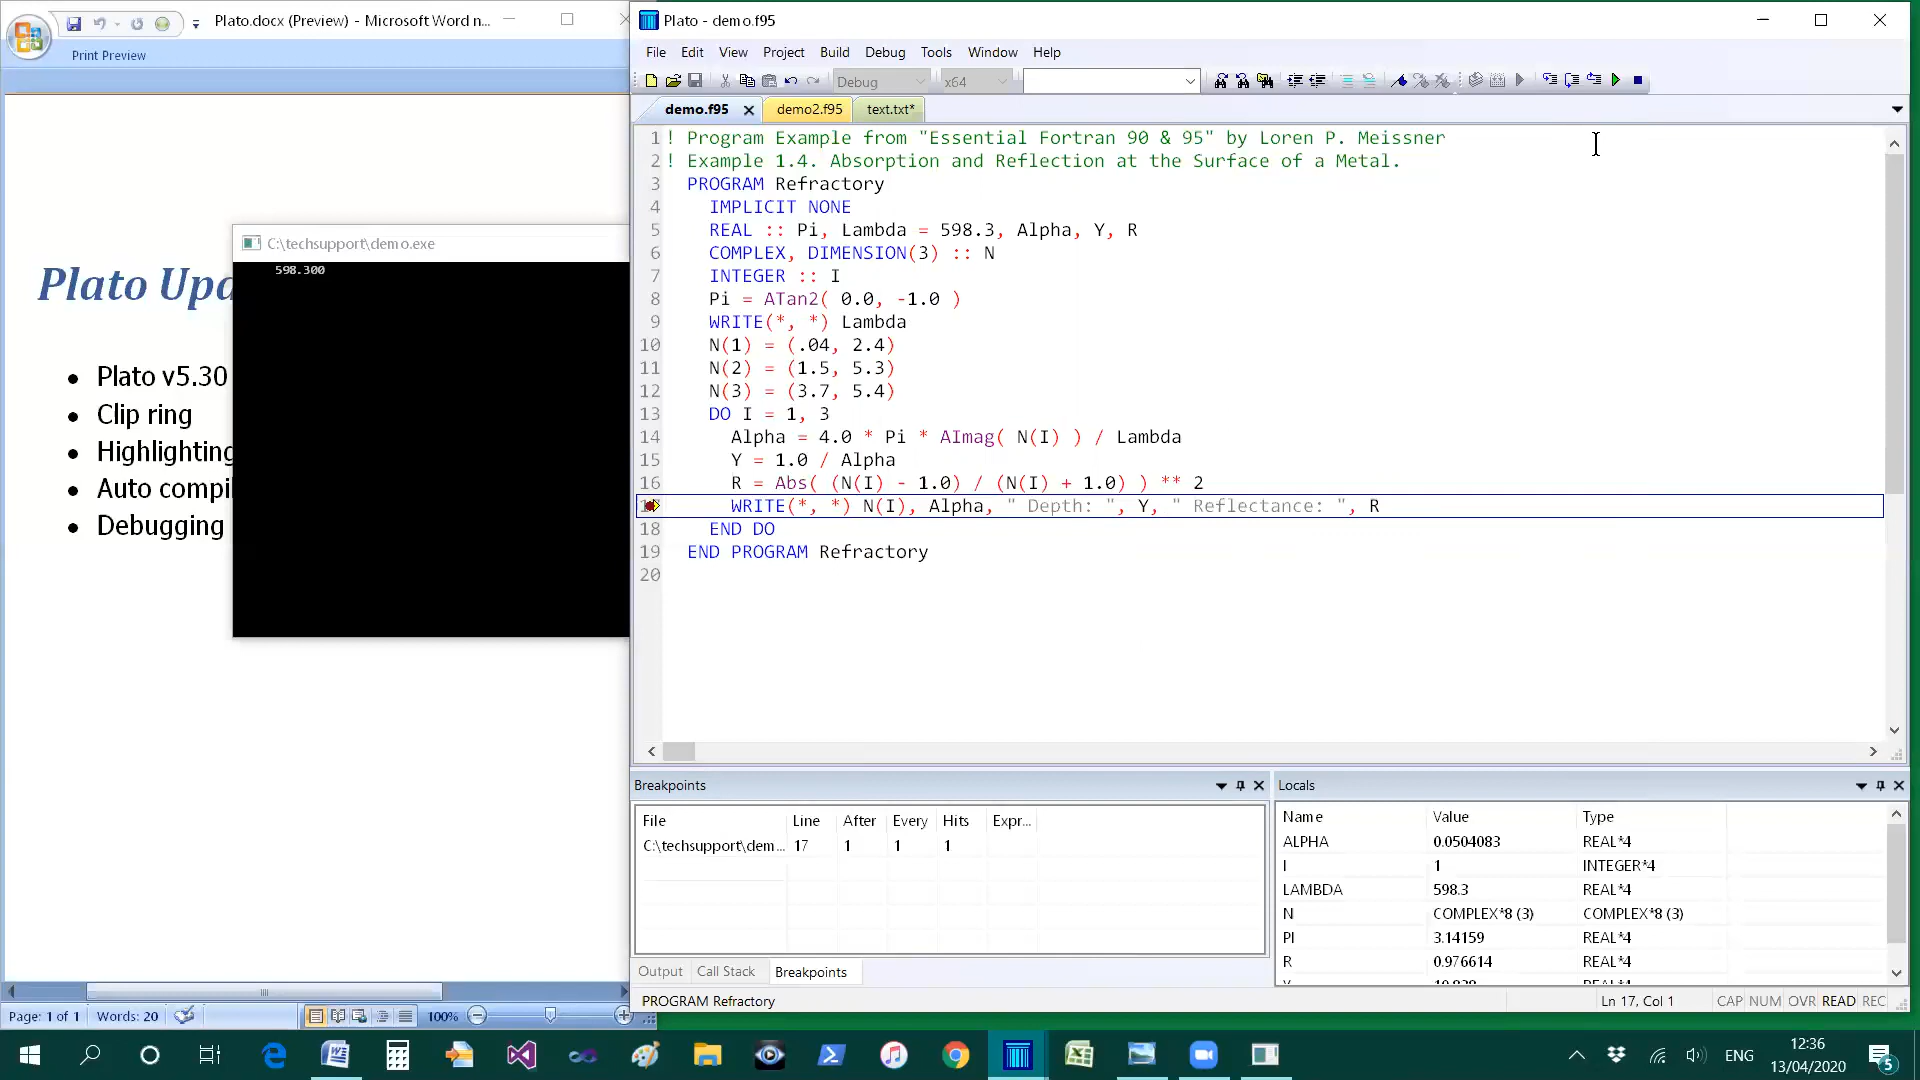 Plato.docx (Preview) - Microsoft Word n...
Print Preview
Plato Upd
Plato v5.30
Clip ring
Highlighting
Auto compil
Debugging
C:\techsupport\demo.exe
598.300
Page: 1 of 1 Words: 20 100%
Plato - demo.f95
File Edit View Project Build Debug Tools Window Help
Debug x64
demo.f95 demo2.f95 text.txt*
1 ! Program Example from "Essential Fortran 90 & 95" by Loren P. Meissner
2 ! Example 1.4. Absorption and Reflection at the Surface of a Metal.
3 PROGRAM Refractory
4 IMPLICIT NONE
5 REAL :: Pi, Lambda = 598.3, Alpha, Y, R
6 COMPLEX, DIMENSION(3) :: N
7 INTEGER :: I
8 Pi = ATan2( 0.0, -1.0 )
9 WRITE(*, *) Lambda
10 N(1) = (.04, 2.4)
11 N(2) = (1.5, 5.3)
12 N(3) = (3.7, 5.4)
13 DO I = 1, 3
14 Alpha = 4.0 * Pi * AImag( N(I) ) / Lambda
15 Y = 1.0 / Alpha
16 R = Abs( (N(I) - 1.0) / (N(I) + 1.0) ) ** 2
WRITE(*, *) N(I), Alpha, " Depth: ", Y, " Reflectance: ", R
18 END DO
19 END PROGRAM Refractory
20
Breakpoints
File Line After Every Hits Expr...
C:\techsupport\dem... 17 1 1 1
Output Call Stack Breakpoints
Locals
Name Value Type
ALPHA 0.0504083 REAL*4
I 1 INTEGER*4
LAMBDA 598.3 REAL*4
N COMPLEX*8 (3) COMPLEX*8 (3)
PI 3.14159 REAL*4
R 0.976614 REAL*4
PROGRAM Refractory Ln 17, Col 1 CAP NUM OVR READ REC
ENG
12:36
13/04/2020
5